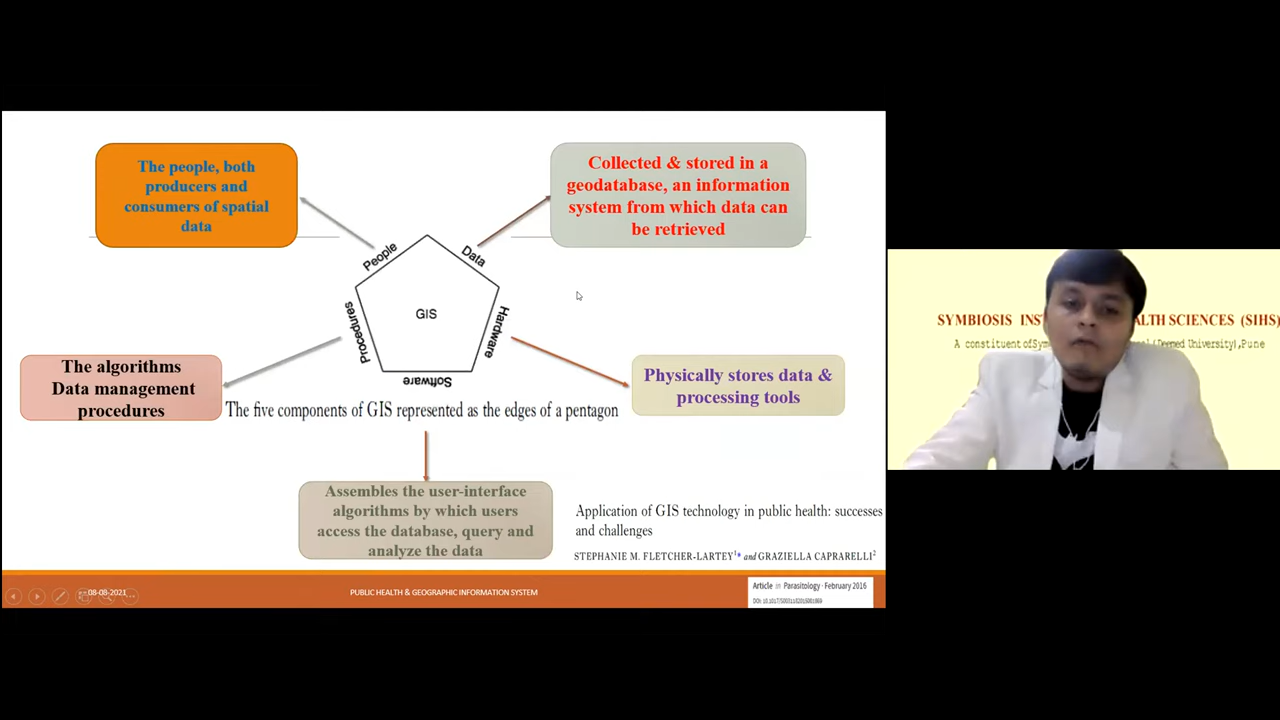 The people, both
producers and
consumers of spatial
data
Collected & stored in a
geodatabase, an information
system from which data can
be retrieved
People
Data
Procedures
GIS
Hardware
Software
The algorithms
Data management
procedures
Physically stores data &
processing tools
The five components of GIS represented as the edges of a pentagon
Assembles the user-interface
algorithms by which users
access the database, query and
analyze the data
Application of GIS technology in public health: successes
and challenges
STEPHANIE M. FLETCHER-LARTEY1* and GRAZIELLA CAPRARELLI2
08-08-2021
PUBLIC HEALTH & GEOGRAPHIC INFORMATION SYSTEM
Article in Parasitology · February 2016
SYMBIOSIS INS ALTH SCIENCES (SIHS)
A constituent of Sym (Deemed University), Pune